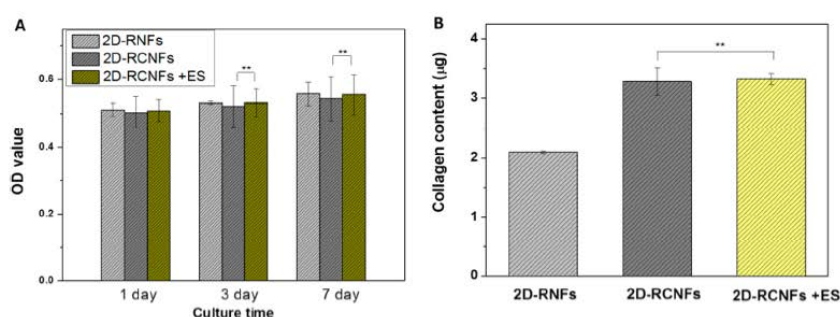 A
2D-RNFs
2D-RCNFs
2D-RCNFs +ES
**
**
OD value
0.6
0.4
0.2
0.0
1 day
3 day
7 day
Culture time
B
**
Collagen content (μg)
4
3
2
1
0
2D-RNFs
2D-RCNFs
2D-RCNFs +ES